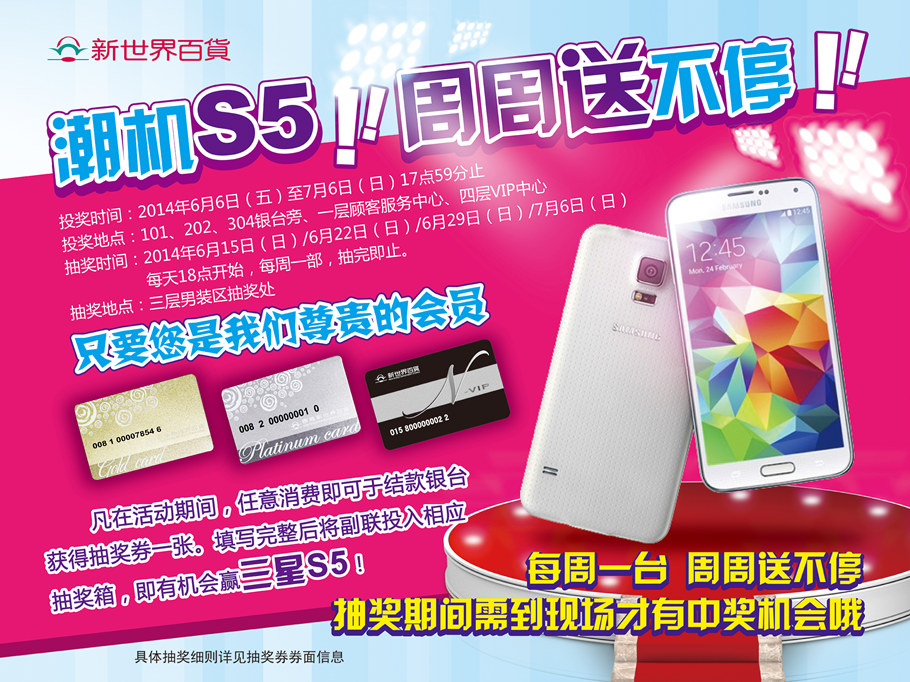 新世界百貨
潮机S5!! 周周送不停!!
投奖时间：2014年6月6日（五）至7月6日（日）17点59分止
投奖地点：101、202、304银台旁、一层顾客服务中心、四层VIP中心
抽奖时间：2014年6月15日（日）/6月22日（日）/6月29日（日）/7月6日（日）
每天18点开始，每周一部，抽完即止。
抽奖地点：三层男装区抽奖处
只要您是我们尊贵的会员
008 1 00007854 6
Gold card
008 2 00000001 0
Platinum card
新世界百貨
N-VIP
015 800000002 2
SAMSUNG
SAMSUNG
12:45
12:45
Mon, 24 February
凡在活动期间，任意消费即可于结款银台
获得抽奖券一张。填写完整后将副联投入相应
抽奖箱，即有机会赢三星S5！
每周一台 周周送不停
抽奖期间需到现场才有中奖机会哦
具体抽奖细则详见抽奖券券面信息